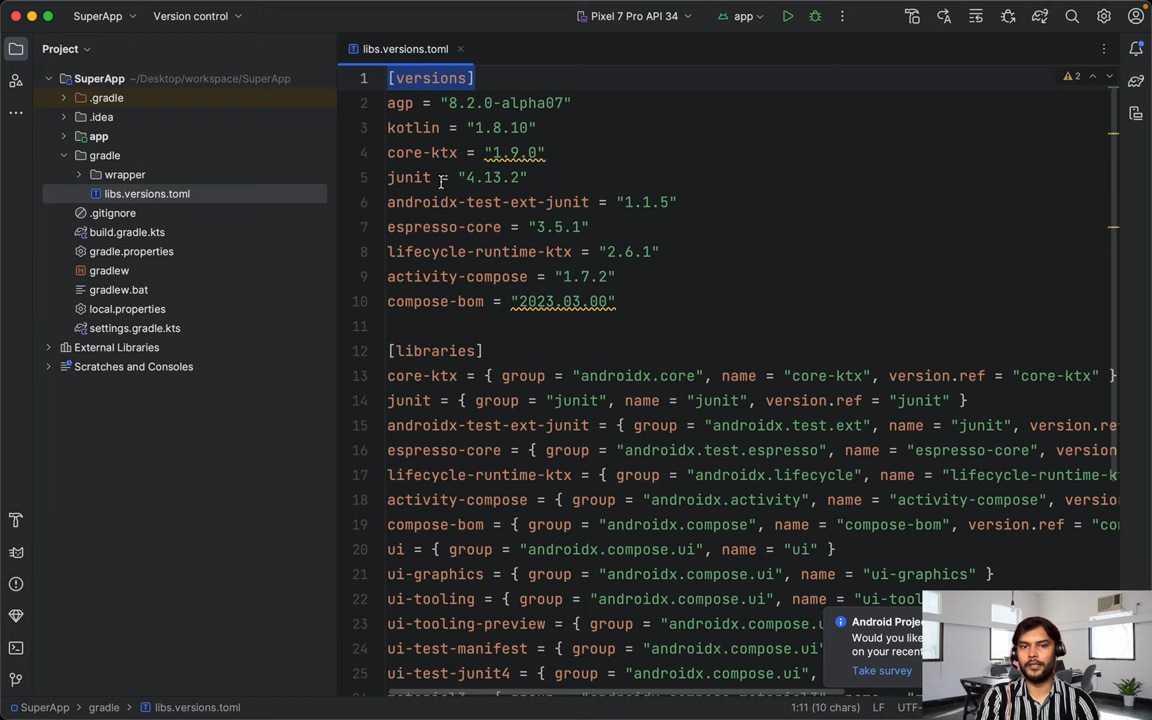 SuperApp
Version control
Pixel 7 Pro API 34
app
Project
libs.versions.toml
SuperApp ~/Desktop/workspace/SuperApp
.gradle
.idea
app
gradle
wrapper
libs.versions.toml
.gitignore
build.gradle.kts
gradle.properties
gradlew
gradlew.bat
local.properties
settings.gradle.kts
External Libraries
Scratches and Consoles
2
1 [versions]
2 agp = "8.2.0-alpha07"
3 kotlin = "1.8.10"
4 core-ktx = "1.9.0"
5 junit = "4.13.2"
6 androidx-test-ext-junit = "1.1.5"
7 espresso-core = "3.5.1"
8 lifecycle-runtime-ktx = "2.6.1"
9 activity-compose = "1.7.2"
10 compose-bom = "2023.03.00"
11
12 [libraries]
13 core-ktx = { group = "androidx.core", name = "core-ktx", version.ref = "core-ktx" }
14 junit = { group = "junit", name = "junit", version.ref = "junit" }
15 androidx-test-ext-junit = { group = "androidx.test.ext", name = "junit", version.re
16 espresso-core = { group = "androidx.test.espresso", name = "espresso-core", version
17 lifecycle-runtime-ktx = { group = "androidx.lifecycle", name = "lifecycle-runtime-k
18 activity-compose = { group = "androidx.activity", name = "activity-compose", versio
19 compose-bom = { group = "androidx.compose", name = "compose-bom", version.ref = "co
20 ui = { group = "androidx.compose.ui", name = "ui" }
21 ui-graphics = { group = "androidx.compose.ui", name = "ui-graphics" }
22 ui-tooling = { group = "androidx.compose.ui", name = "ui-tool
23 ui-tooling-preview = { group = "androidx.compose.u
24 ui-test-manifest = { group = "androidx.compose.ui"
25 ui-test-junit4 = { group = "androidx.compose.ui",
Android Projec
Would you like
on your recent
Take survey
SuperApp
gradle
libs.versions.toml
1:11 (10 chars)
LF
UTF-